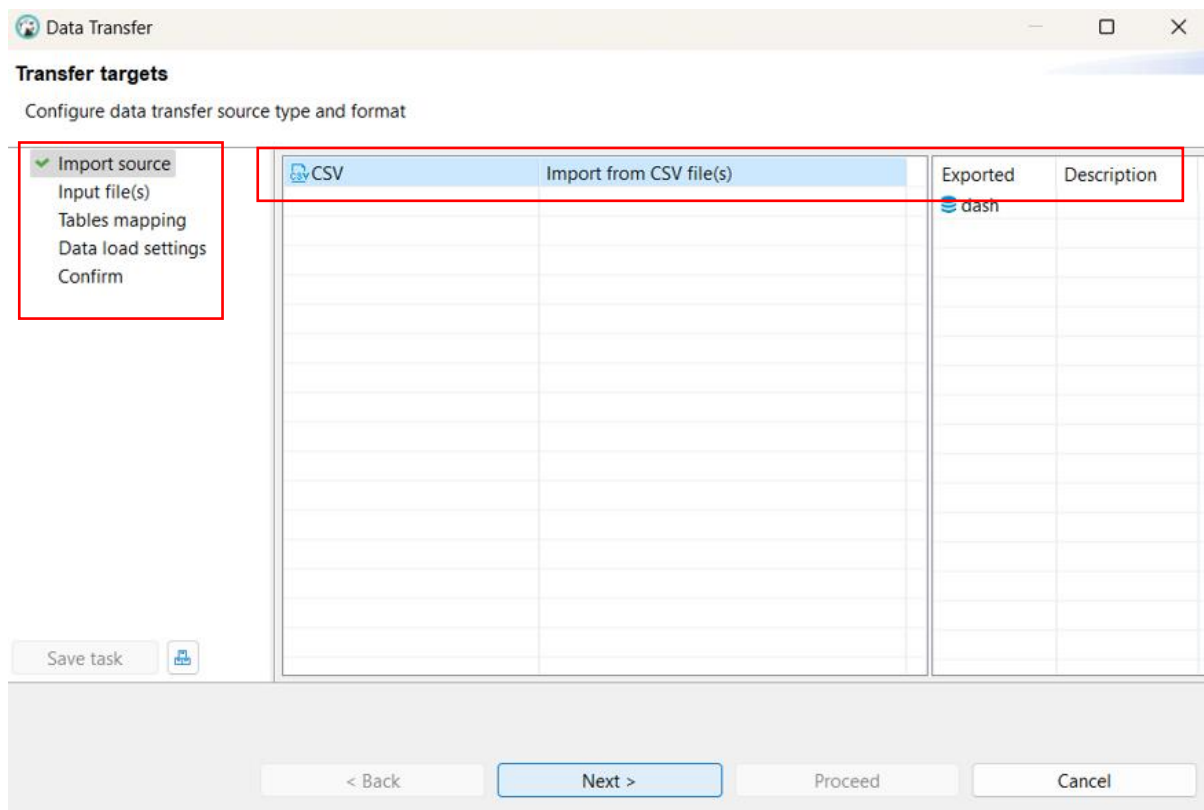 Data Transfer
Transfer targets
Configure data transfer source type and format
Import source
Input file(s)
Tables mapping
Data load settings
Confirm
CSV Import from CSV file(s)
Exported Description
dash
Save task
< Back Next > Proceed Cancel